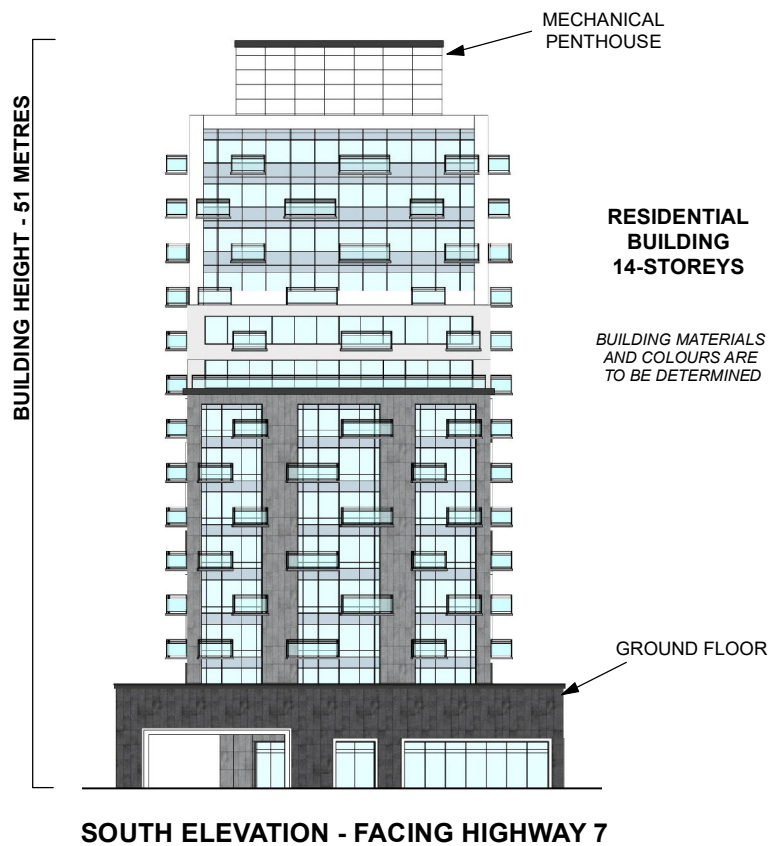 MECHANICAL
PENTHOUSE
BUILDING HEIGHT - 51 METRES
RESIDENTIAL
BUILDING
14-STOREYS
BUILDING MATERIALS
AND COLOURS ARE
TO BE DETERMINED
GROUND FLOOR
SOUTH ELEVATION - FACING HIGHWAY 7